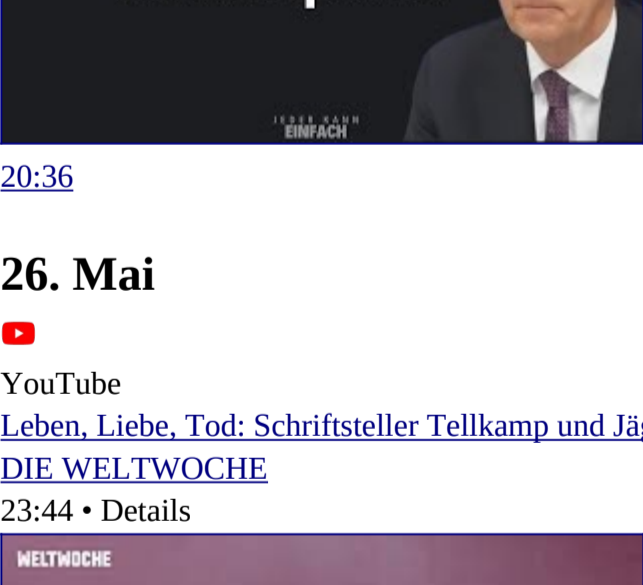 JEDER KANN
EINFACH
20:36
26. Mai
YouTube
Leben, Liebe, Tod: Schriftsteller Tellkamp und Jä
DIE WELTWOCHE
23:44 • Details
WELTWOCHE